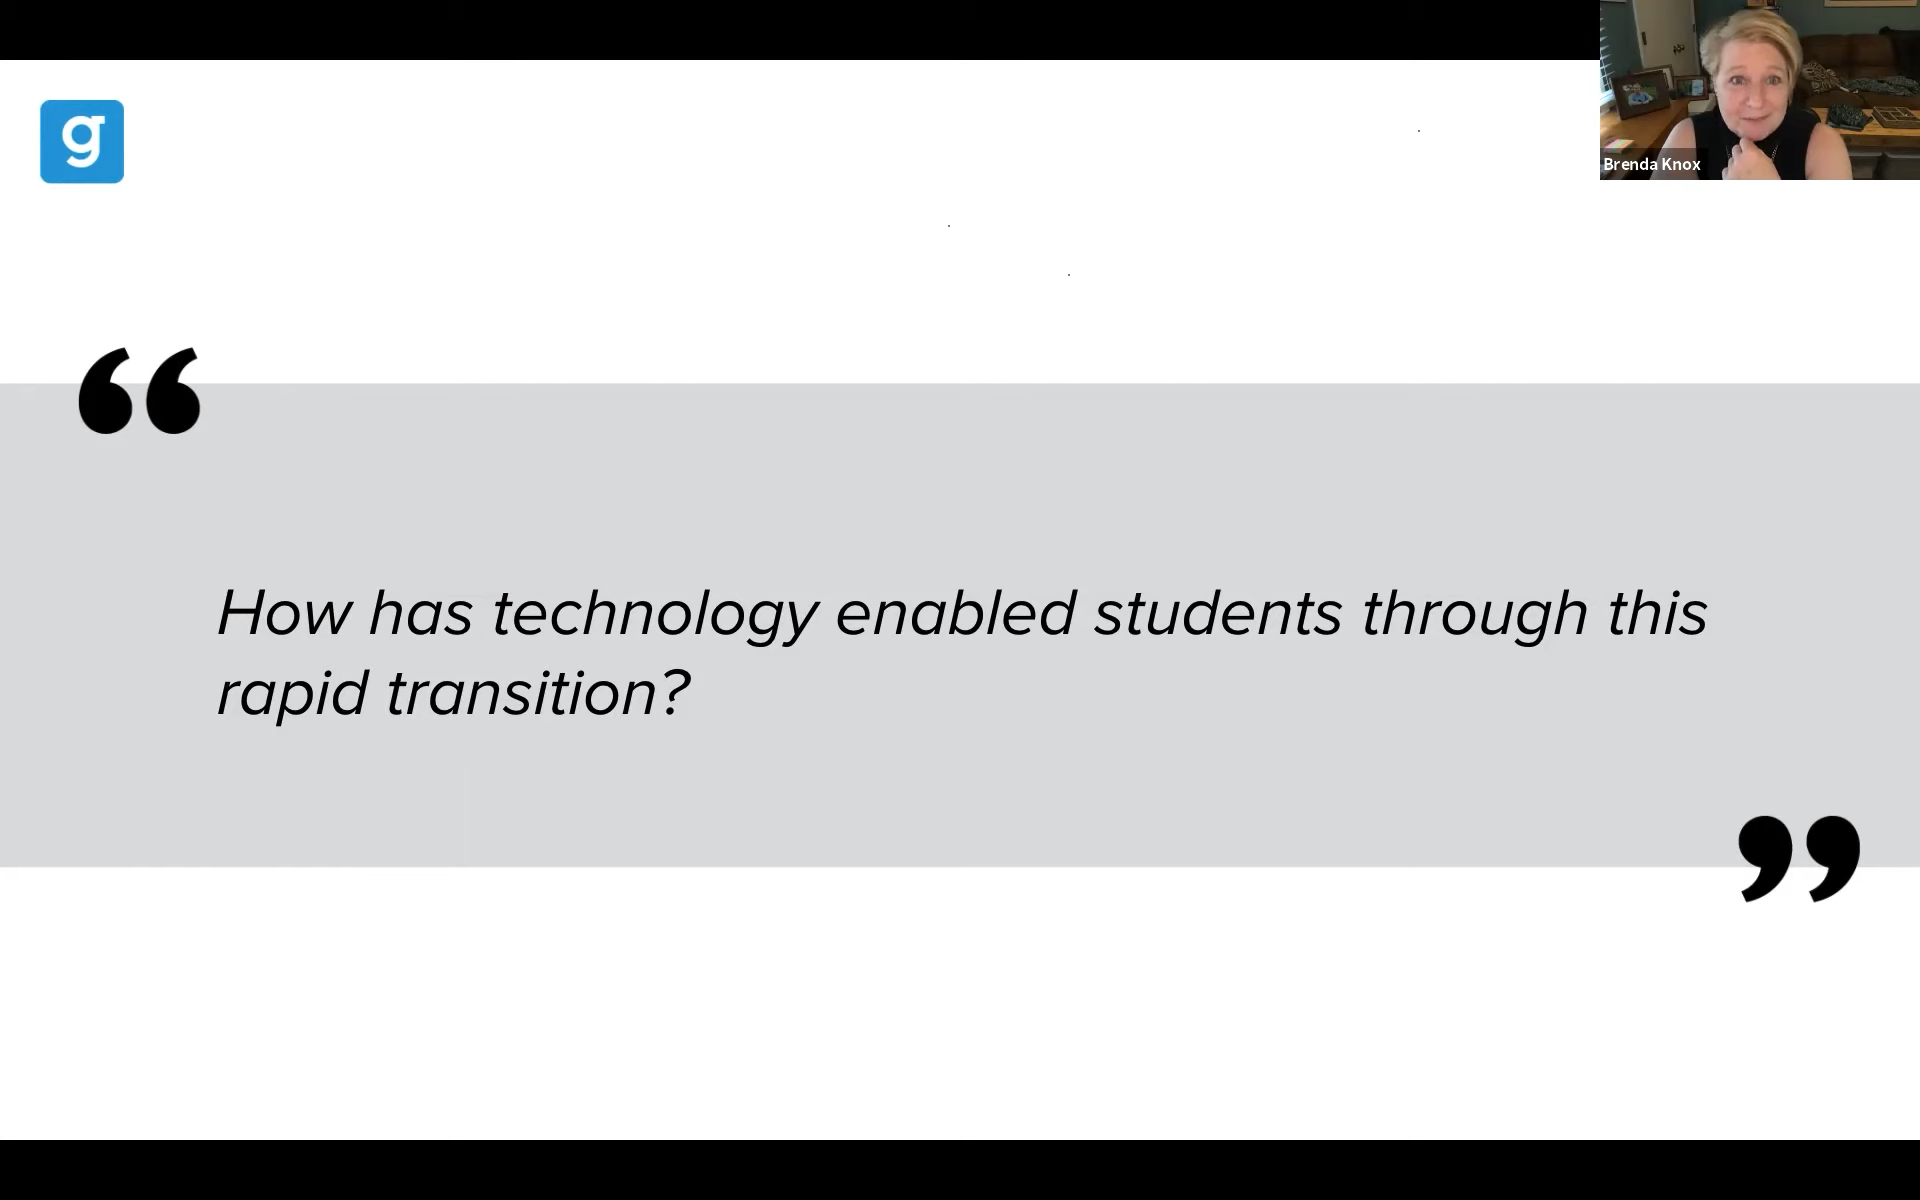 g
Brenda Knox
“
How has technology enabled students through this
rapid transition?
”